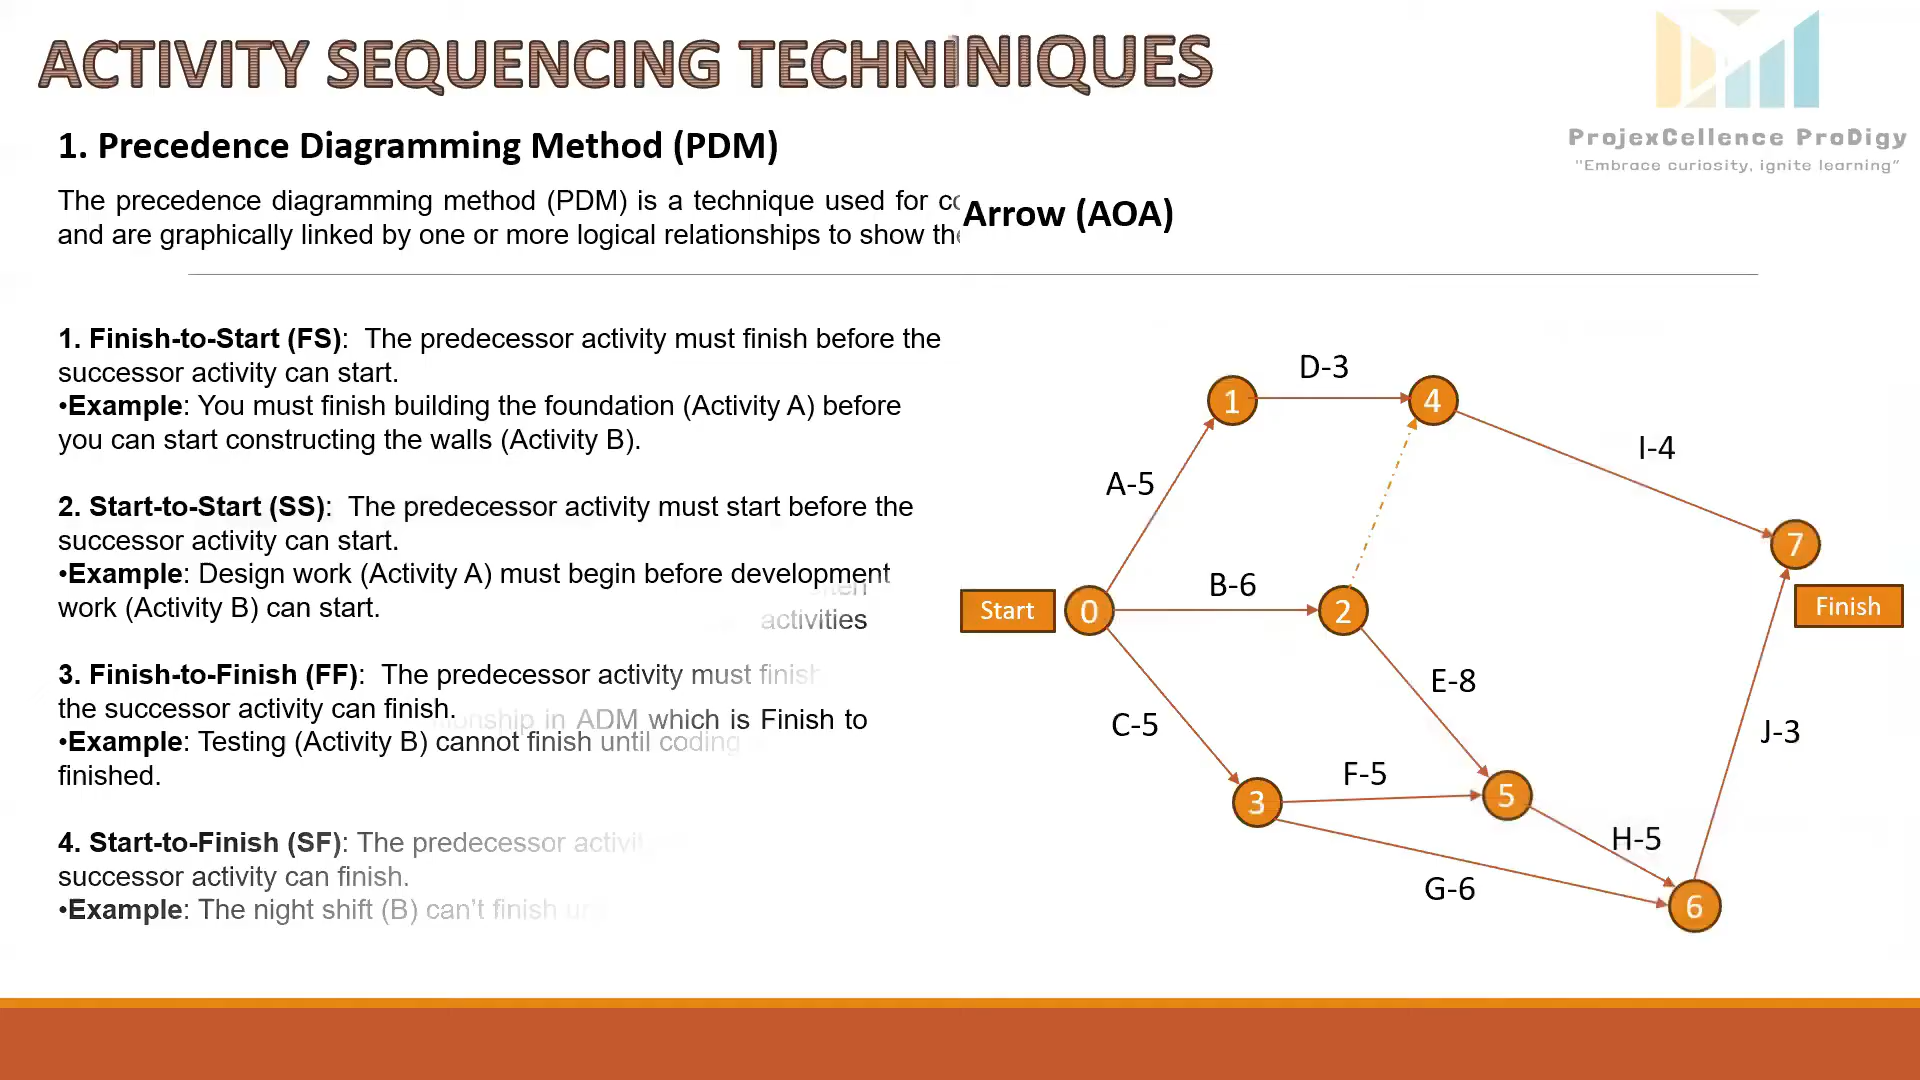 ACTIVITY SEQUENCING TECHNINIQUES
ProjexCellence ProDigy
"Embrace curiosity, ignite learning"
1. Precedence Diagramming Method (PDM)
The precedence diagramming method (PDM) is a technique used for
and are graphically linked by one or more logical relationships to show
Arrow (AOA)
1. Finish-to-Start (FS): The predecessor activity must finish before the
successor activity can start.
•Example: You must finish building the foundation (Activity A) before
you can start constructing the walls (Activity B).
2. Start-to-Start (SS): The predecessor activity must start before the
successor activity can start.
•Example: Design work (Activity A) must begin before development
work (Activity B) can start.
activities
3. Finish-to-Finish (FF): The predecessor activity must finish
the successor activity can finish.
in ADM which is Finish to
•Example: Testing (Activity B) cannot finish until coding
finished.
4. Start-to-Finish (SF): The predecessor
successor activity can finish.
•Example: The night shift (B) can't finish
D-3
1
4
I-4
A-5
7
B-6
Start
0
2
Finish
E-8
C-5
J-3
F-5
3
5
H-5
G-6
6